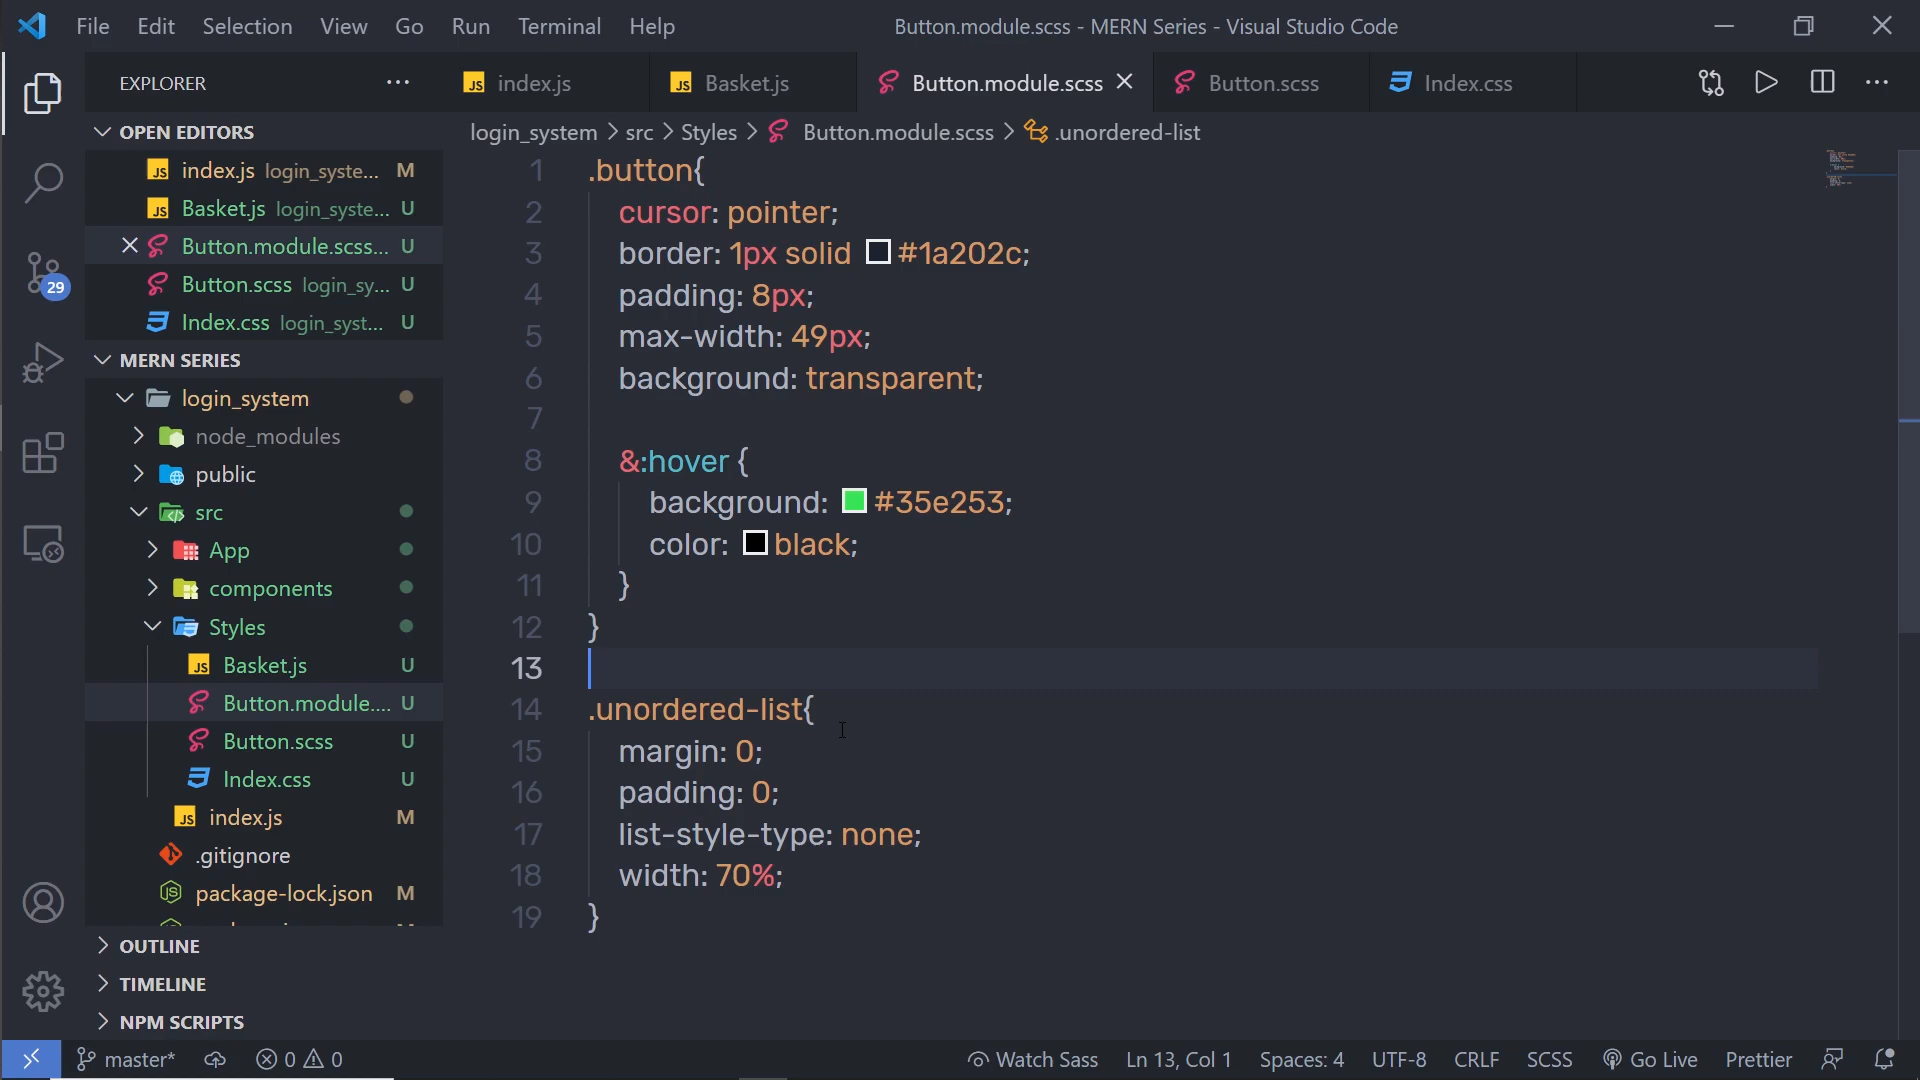 File Edit Selection View Go Run Terminal Help Button.module.scss - MERN Series - Visual Studio Code
EXPLORER
index.js Basket.js Button.module.scss Button.scss Index.css
OPEN EDITORS
login_system > src > Styles > Button.module.scss > .unordered-list
index.js login_syste... M
Basket.js login_syste... U
Button.module.scss... U
Button.scss login_sy... U
Index.css login_syst... U
MERN SERIES
login_system
node_modules
public
src
App
components
Styles
Basket.js U
Button.module.... U
Button.scss U
Index.css U
index.js M
.gitignore
package-lock.json M
OUTLINE
TIMELINE
NPM SCRIPTS
29
1 .button{
2 cursor: pointer;
3 border: 1px solid #1a202c;
4 padding: 8px;
5 max-width: 49px;
6 background: transparent;
7
8 &:hover {
9 background: #35e253;
10 color: black;
11 }
12 }
13
14 .unordered-list{
15 margin: 0;
16 padding: 0;
17 list-style-type: none;
18 width: 70%;
19 }
master* 0 0 Watch Sass Ln 13, Col 1 Spaces: 4 UTF-8 CRLF SCSS Go Live Prettier